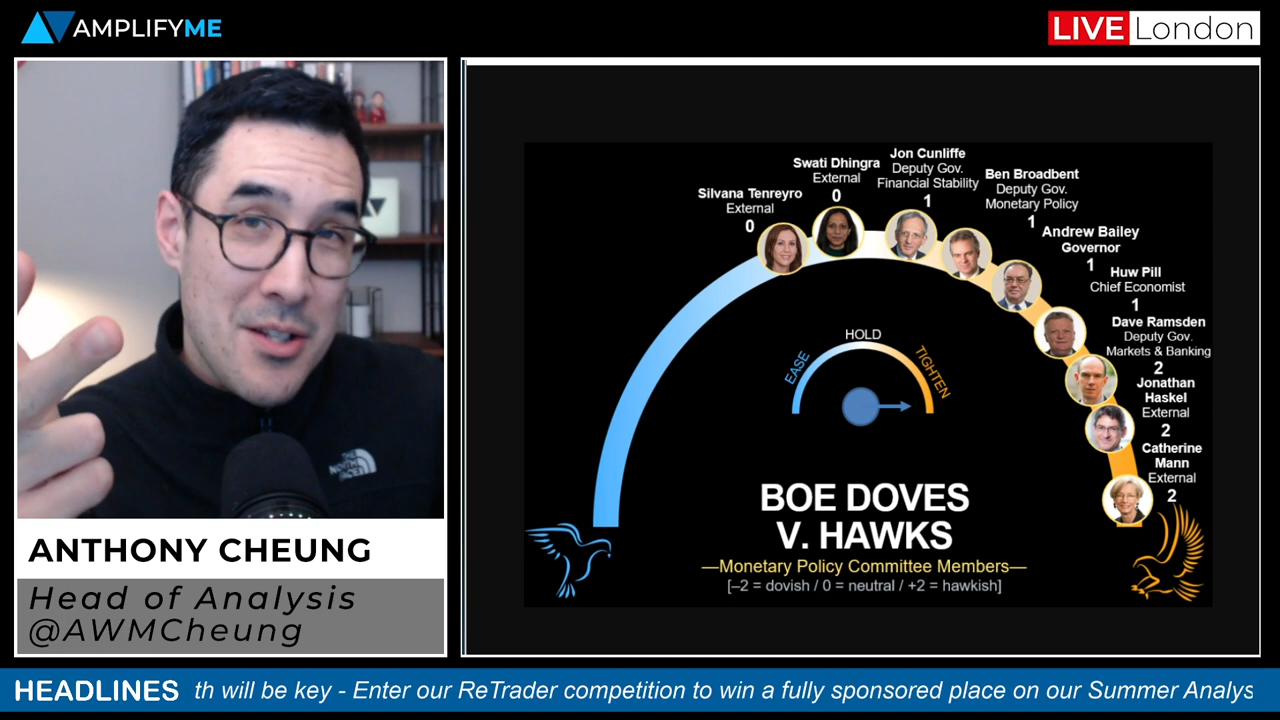 AMPLIFYME
LIVE London
Silvana Tenreyro
External
0
Swati Dhingra
External
0
Jon Cunliffe
Deputy Gov.
Financial Stability
1
Ben Broadbent
Deputy Gov.
Monetary Policy
1
Andrew Bailey
Governor
1
Huw Pill
Chief Economist
1
Dave Ramsden
Deputy Gov.
Markets & Banking
2
Jonathan
Haskel
External
2
Catherine
Mann
External
2
HOLD
EASE
TIGHTEN
BOE DOVES
V. HAWKS
—Monetary Policy Committee Members—
[–2 = dovish / 0 = neutral / +2 = hawkish]
THE
NORTH
FACE
ANTHONY CHEUNG
Head of Analysis
@AWMCheung
HEADLINES th will be key - Enter our ReTrader competition to win a fully sponsored place on our Summer Analys